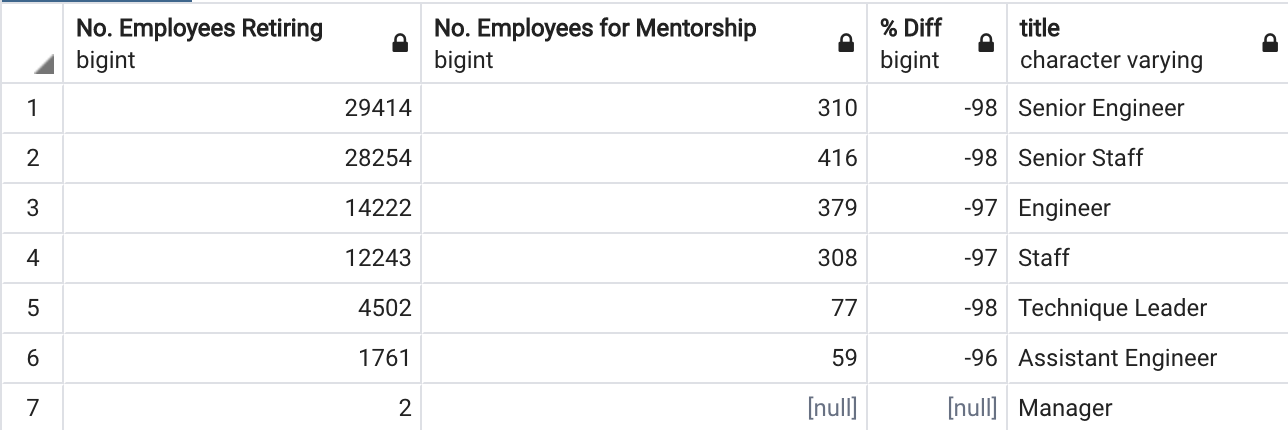 No. Employees Retiring No. Employees for Mentorship % Diff title
bigint bigint bigint character varying
1 29414 310 -98 Senior Engineer
2 28254 416 -98 Senior Staff
3 14222 379 -97 Engineer
4 12243 308 -97 Staff
5 4502 77 -98 Technique Leader
6 1761 59 -96 Assistant Engineer
7 2 [null] [null] Manager